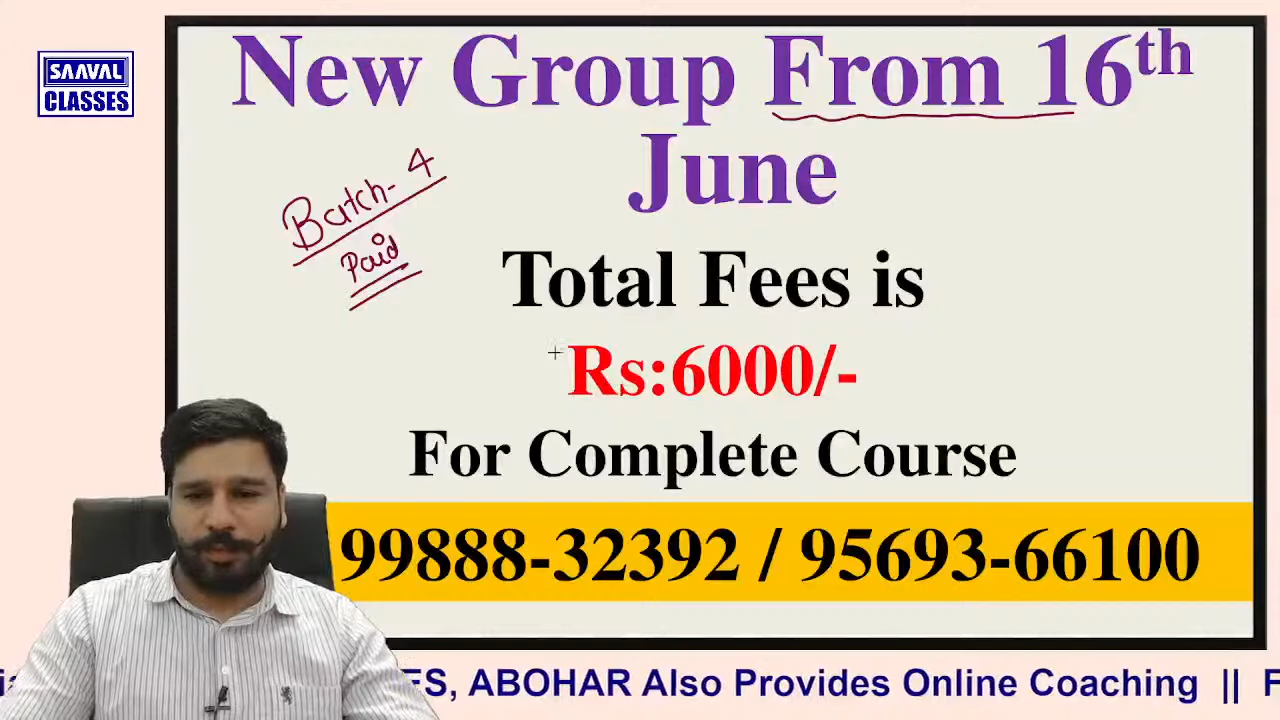 SAAVAL
CLASSES
New Group From 16th
June
Batch-4
Paid
Total Fees is
Rs:6000/-
For Complete Course
99888-32392 / 95693-66100
ABOHAR Also Provides Online Coaching ||